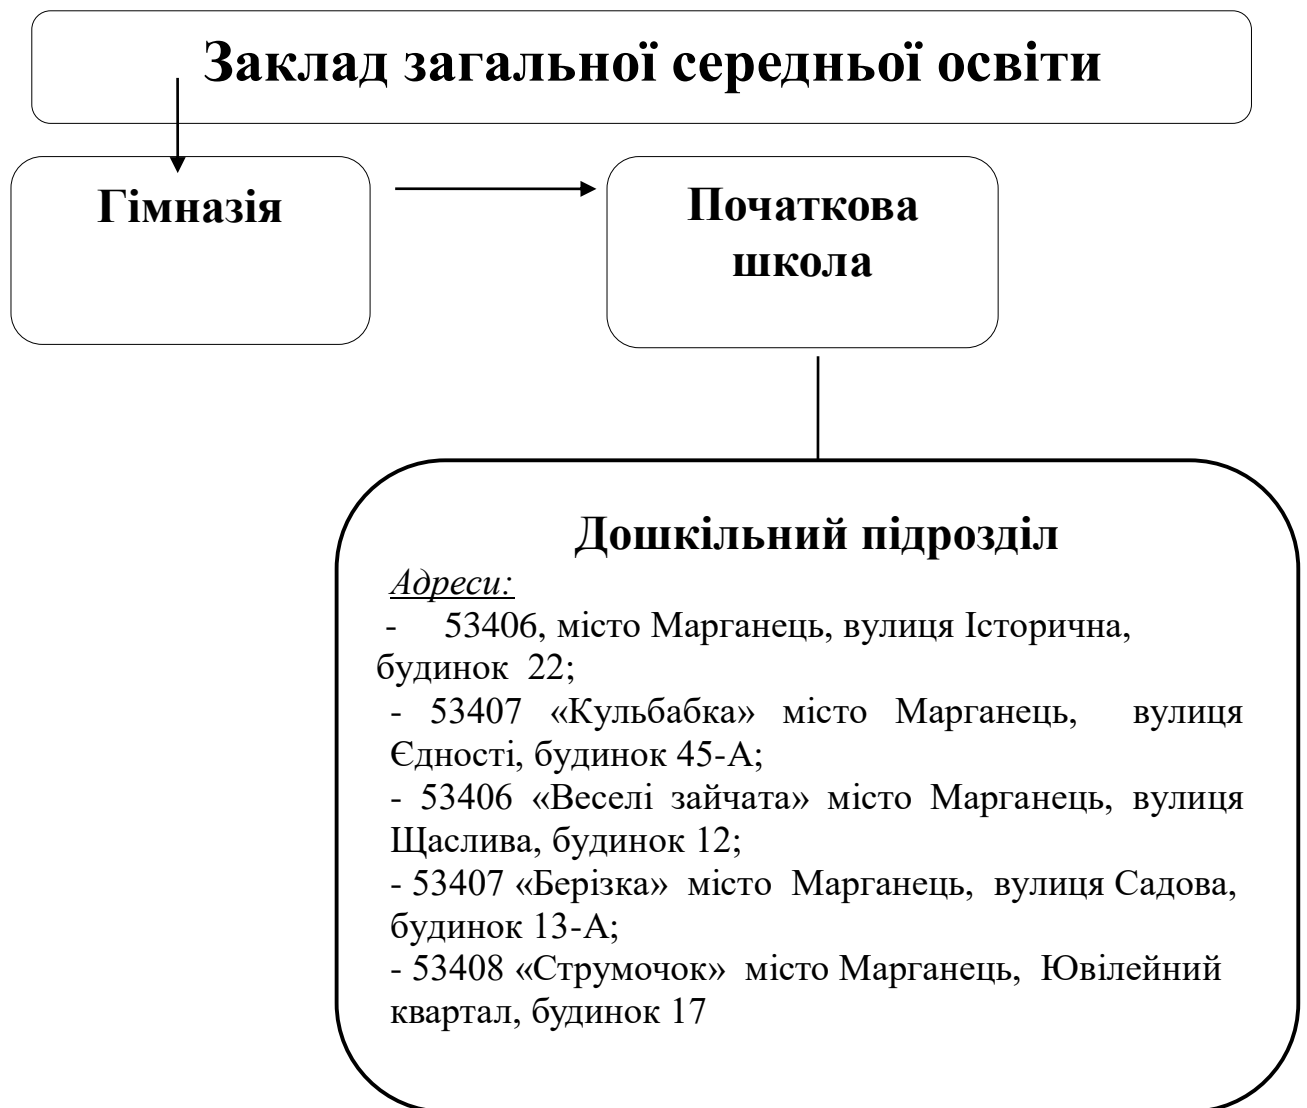 Заклад загальної середньої освіти
Гімназія
Початкова
школа
Дошкільний підрозділ
Адреси:
- 53406, місто Марганець, вулиця Історична,
будинок 22;
- 53407 «Кульбабка» місто Марганець, вулиця
Єдності, будинок 45-А;
- 53406 «Веселі зайчата» місто Марганець, вулиця
Щаслива, будинок 12;
- 53407 «Берізка» місто Марганець, вулиця Садова,
будинок 13-А;
- 53408 «Струмочок» місто Марганець, Ювілейний
квартал, будинок 17